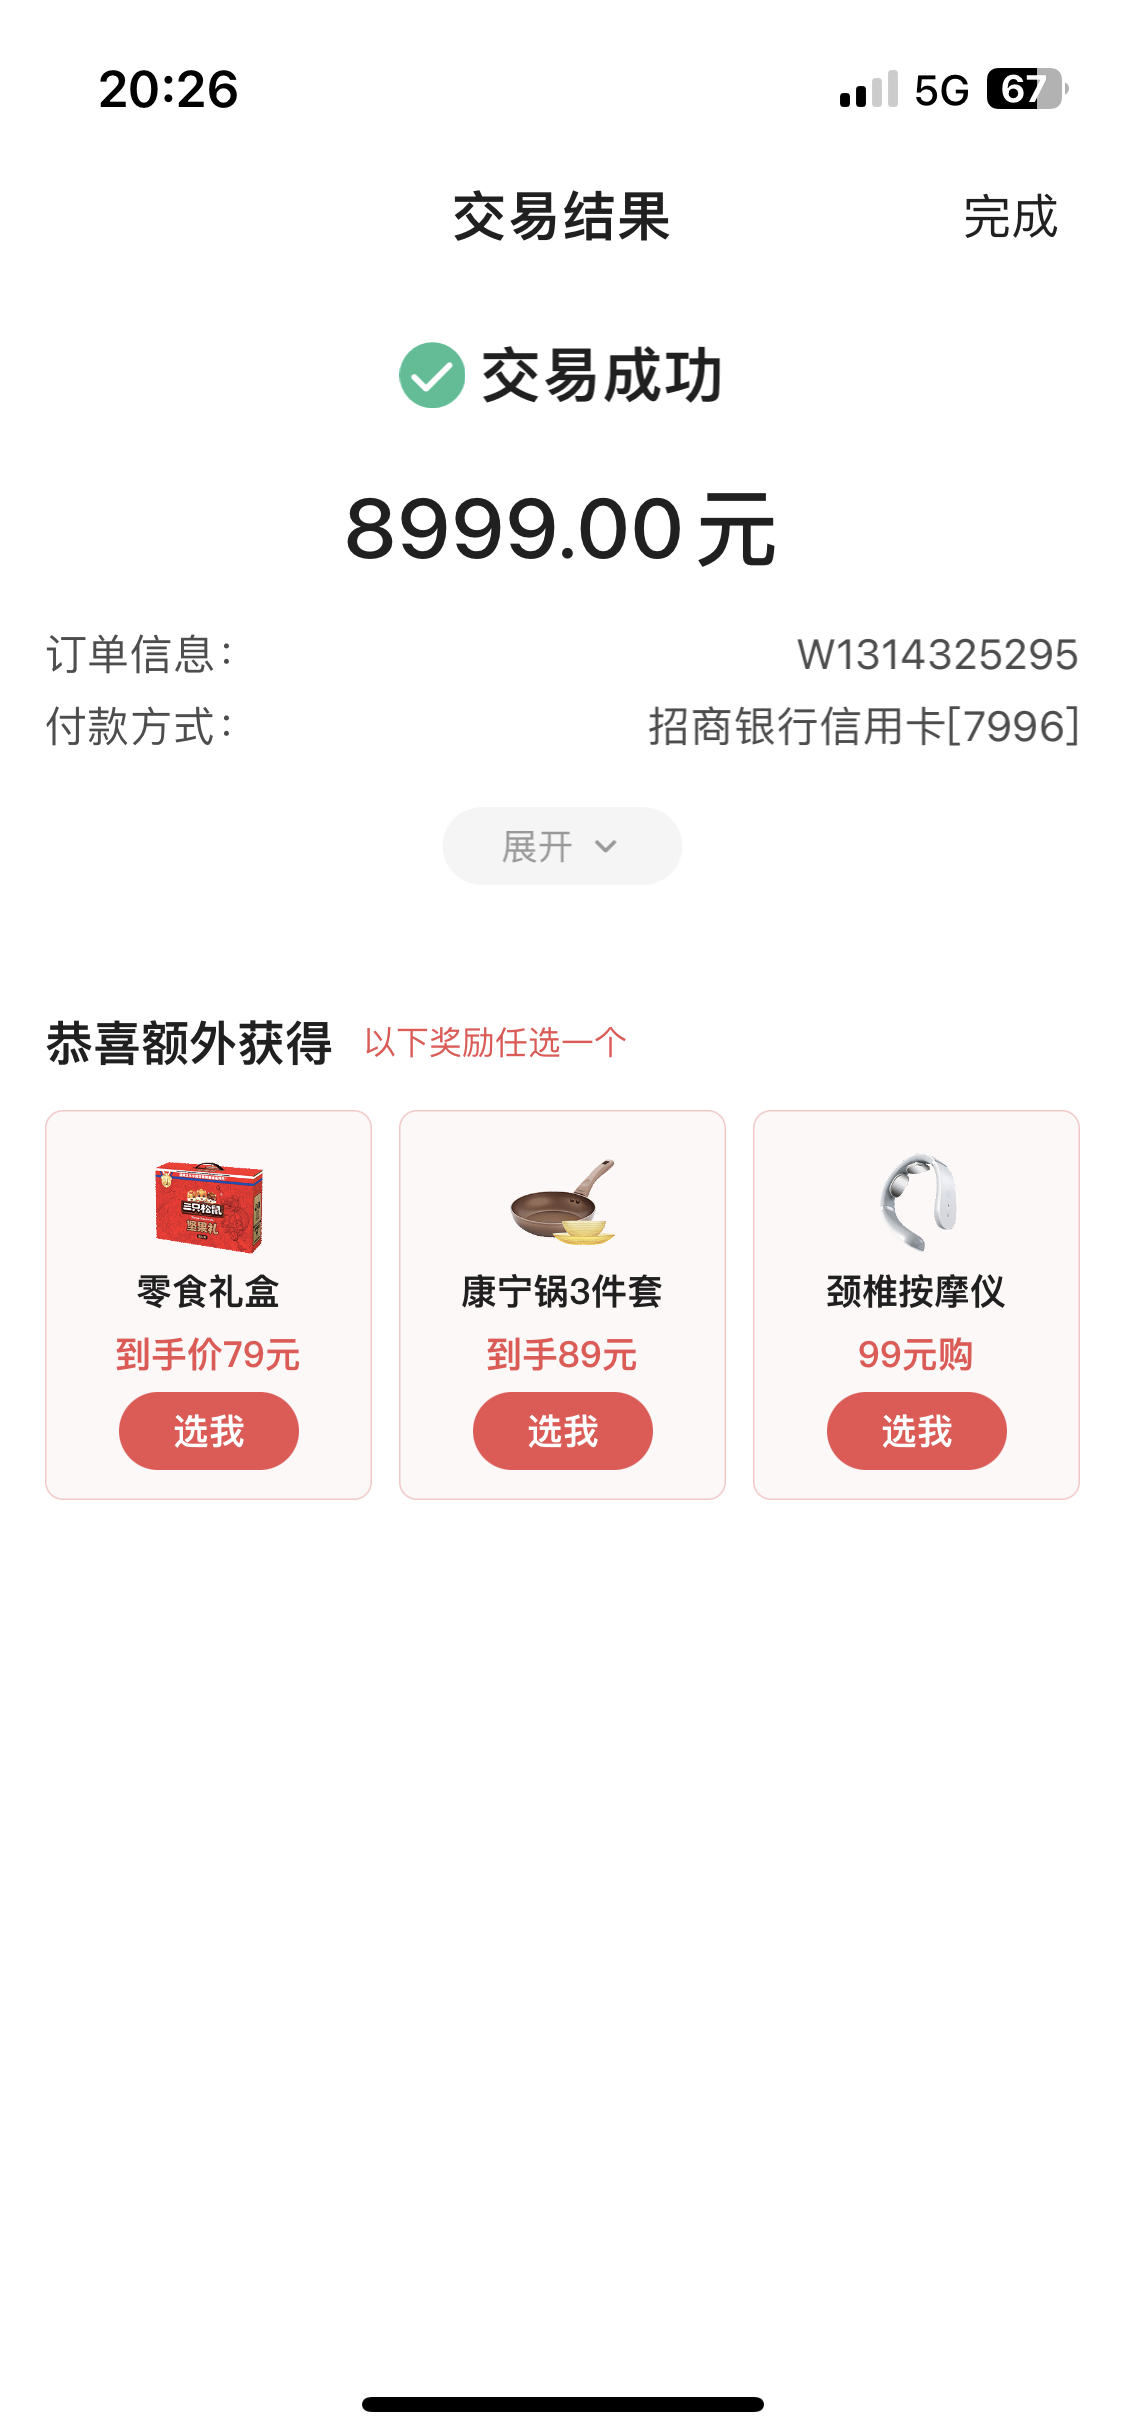 20:26
5G
67
交易结果
完成
交易成功
8999.00元
订单信息：
W1314325295
付款方式：
招商银行信用卡[7996]
展开
恭喜额外获得
以下奖励任选一个
三只松鼠
坚果礼
零食礼盒
到手价79元
选我
康宁锅3件套
到手89元
选我
颈椎按摩仪
99元购
选我